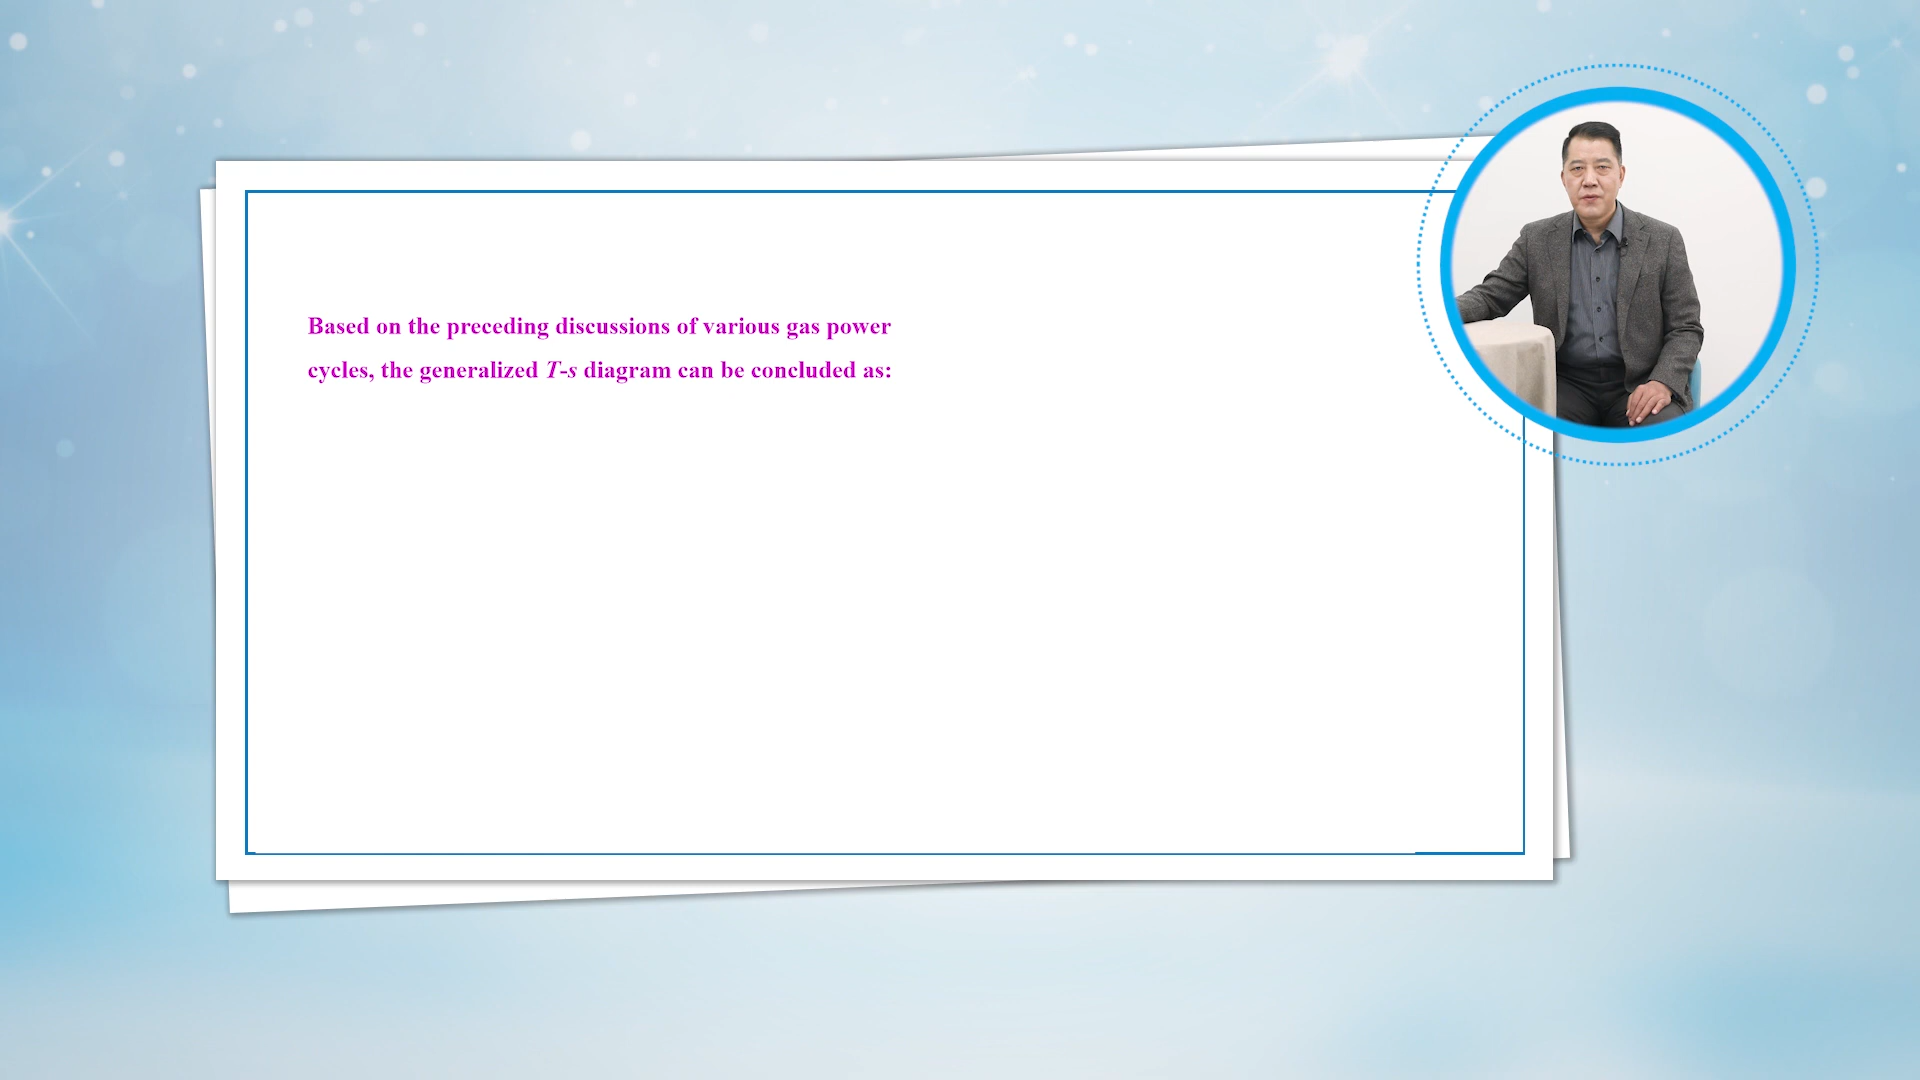 Based on the preceding discussions of various gas power
cycles, the generalized T-s diagram can be concluded as: